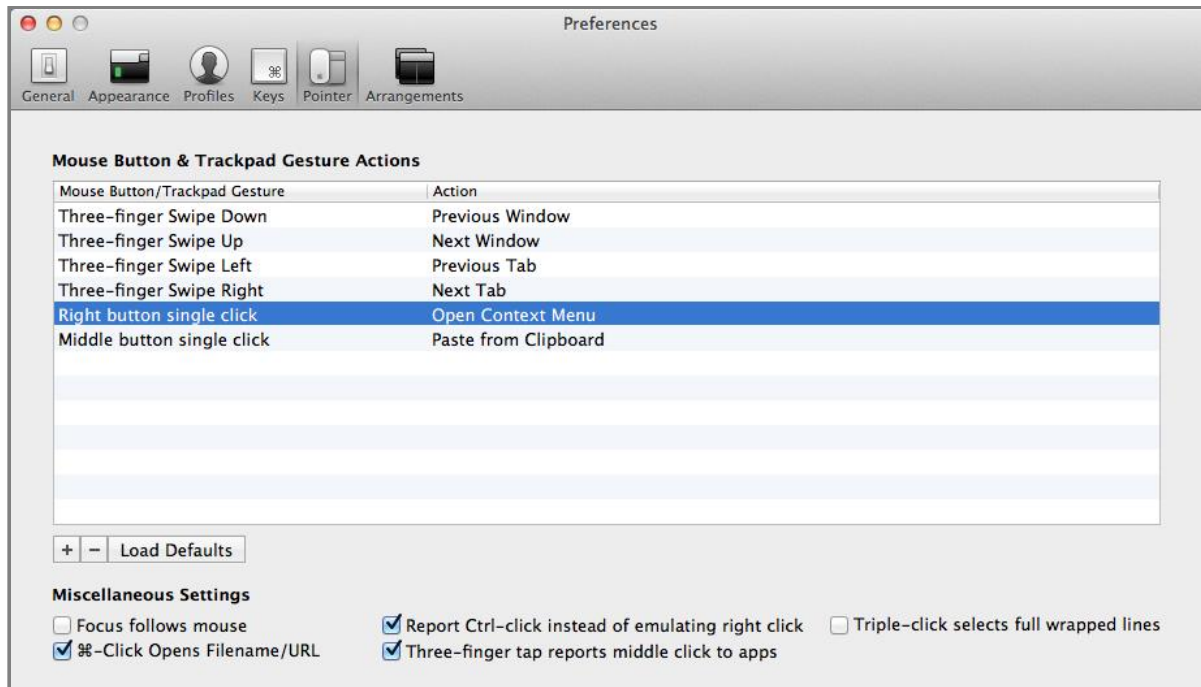 Preferences
General Appearance Profiles Keys Pointer Arrangements
Mouse Button & Trackpad Gesture Actions
Mouse Button/Trackpad Gesture Action
Three-finger Swipe Down Previous Window
Three-finger Swipe Up Next Window
Three-finger Swipe Left Previous Tab
Three-finger Swipe Right Next Tab
Right button single click Open Context Menu
Middle button single click Paste from Clipboard
+ − Load Defaults
Miscellaneous Settings
Focus follows mouse Report Ctrl-click instead of emulating right click Triple-click selects full wrapped lines
⌘-Click Opens Filename/URL Three-finger tap reports middle click to apps